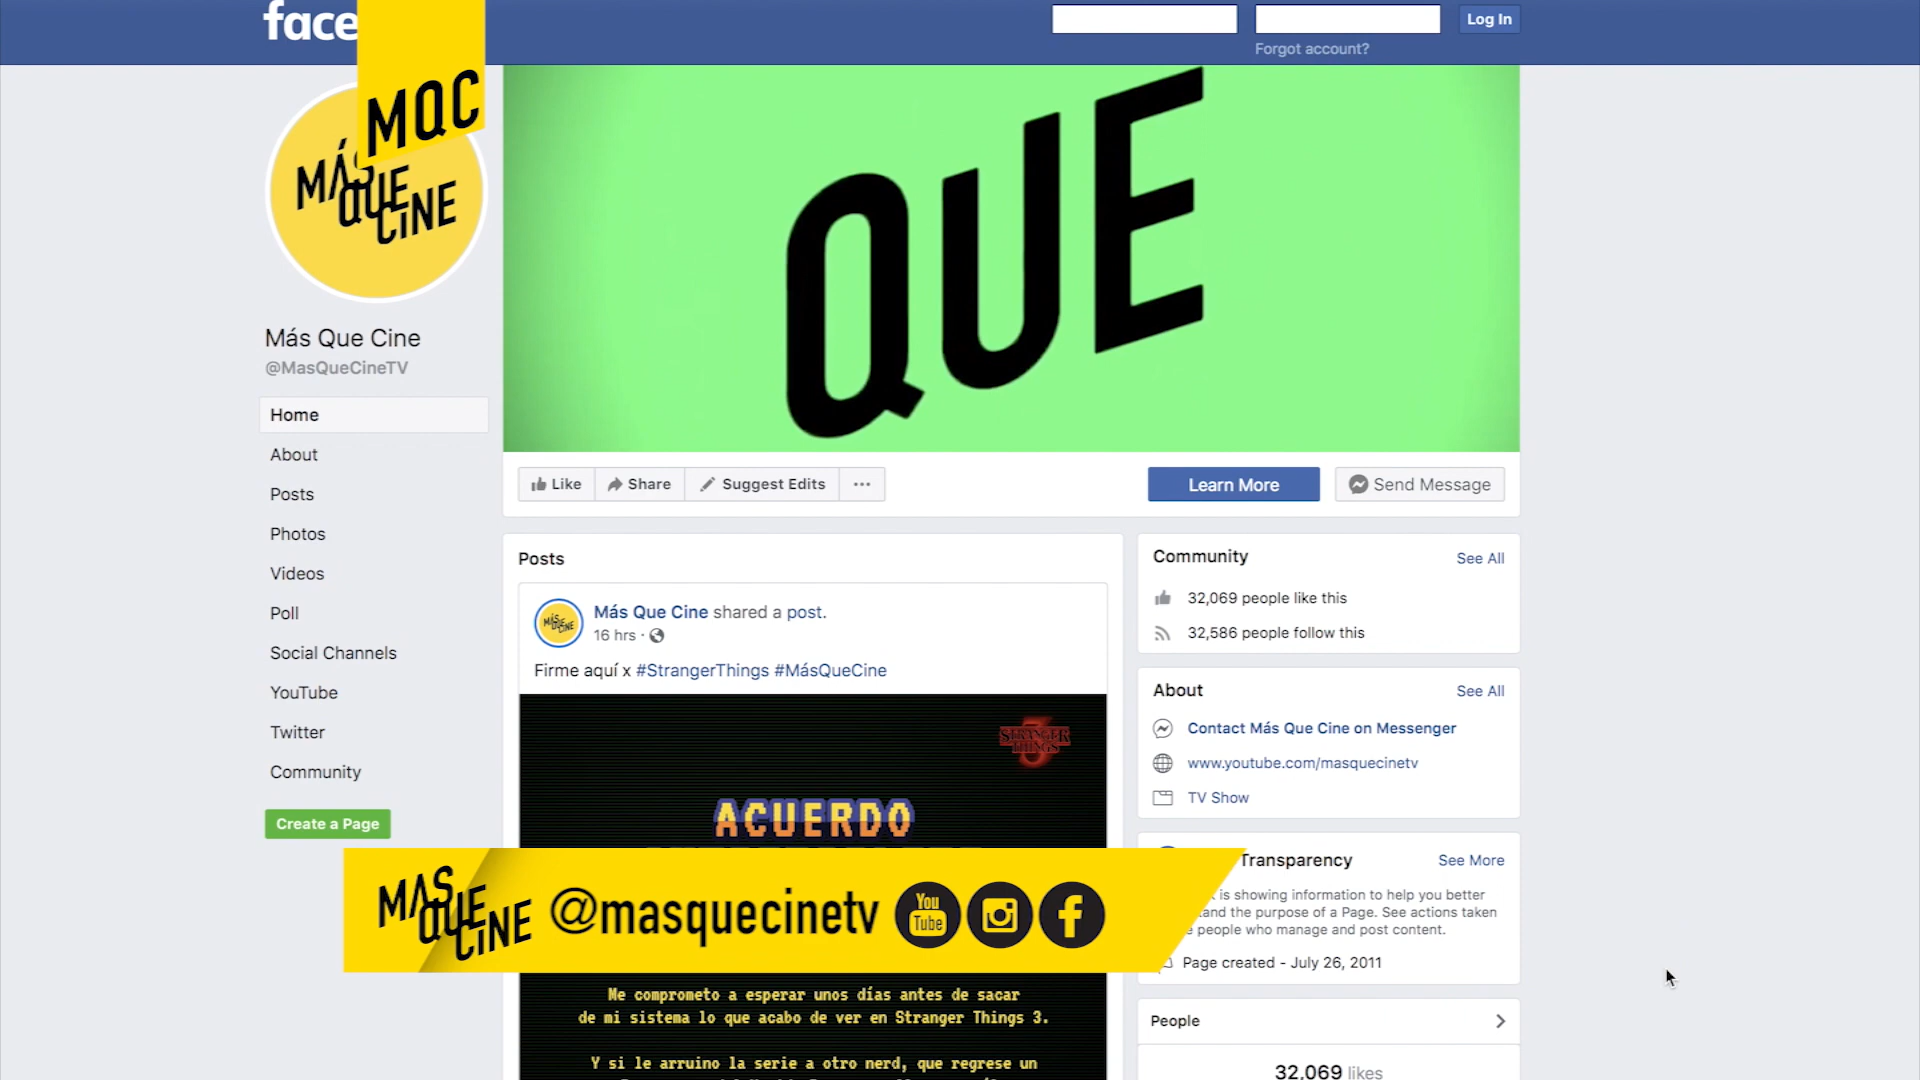 face
Forgot account?
Log In
MQC
MÁS
QUE
CINE
QUE
Más Que Cine
@MasQueCineTV
Home
About
Posts
Photos
Videos
Poll
Social Channels
YouTube
Twitter
Community
Create a Page
Like
Share
Suggest Edits
Learn More
Send Message
Posts
MÁS QUE CINE
Más Que Cine shared a post.
16 hrs
Firme aquí x #StrangerThings #MásQueCine
STRANGER
THINGS
3
ACUERDO
Me comprometo a esperar unos días antes de sacar
de mi sistema lo que acabo de ver en Stranger Things 3.
Y si le arruino la serie a otro nerd, que regrese un
Community
See All
32,069 people like this
32,586 people follow this
About
See All
Contact Más Que Cine on Messenger
www.youtube.com/masquecinetv
TV Show
Transparency
See More
is showing information to help you better
and the purpose of a Page. See actions taken
people who manage and post content.
Page created - July 26, 2011
People
32,069 likes
MAS
QUE
CINE
@masquecinetv
You
Tube